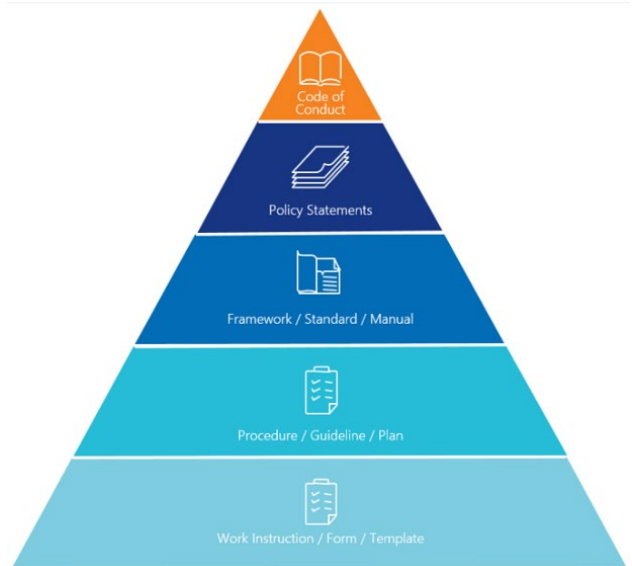 Code of
Conduct
Policy Statements
Framework / Standard / Manual
Procedure / Guideline / Plan
Work Instruction / Form / Template